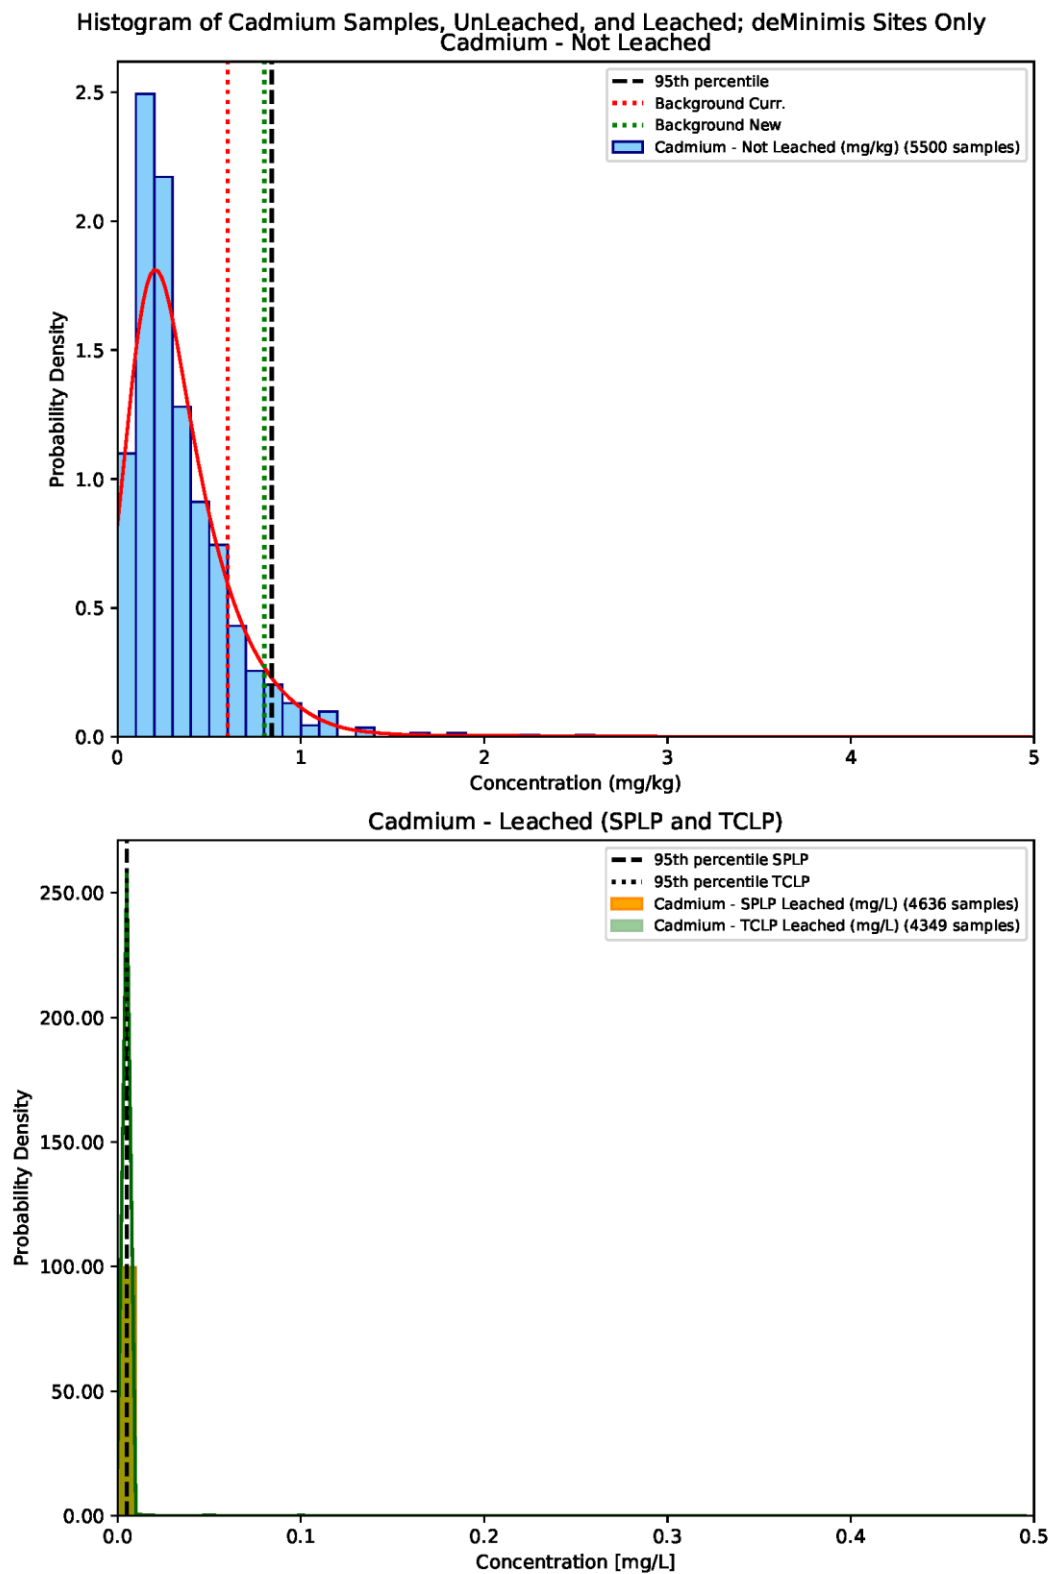 Histogram of Cadmium Samples, UnLeached, and Leached; deMinimis Sites Only
Cadmium - Not Leached
95th percentile
Background Curr.
Background New
Cadmium - Not Leached (mg/kg) (5500 samples)
2.5
2.0
1.5
1.0
0.5
0.0
Probability Density
0 1 2 3 4 5
Concentration (mg/kg)
Cadmium - Leached (SPLP and TCLP)
95th percentile SPLP
95th percentile TCLP
Cadmium - SPLP Leached (mg/L) (4636 samples)
Cadmium - TCLP Leached (mg/L) (4349 samples)
250.00
200.00
150.00
100.00
50.00
0.00
Probability Density
0.0 0.1 0.2 0.3 0.4 0.5
Concentration [mg/L]